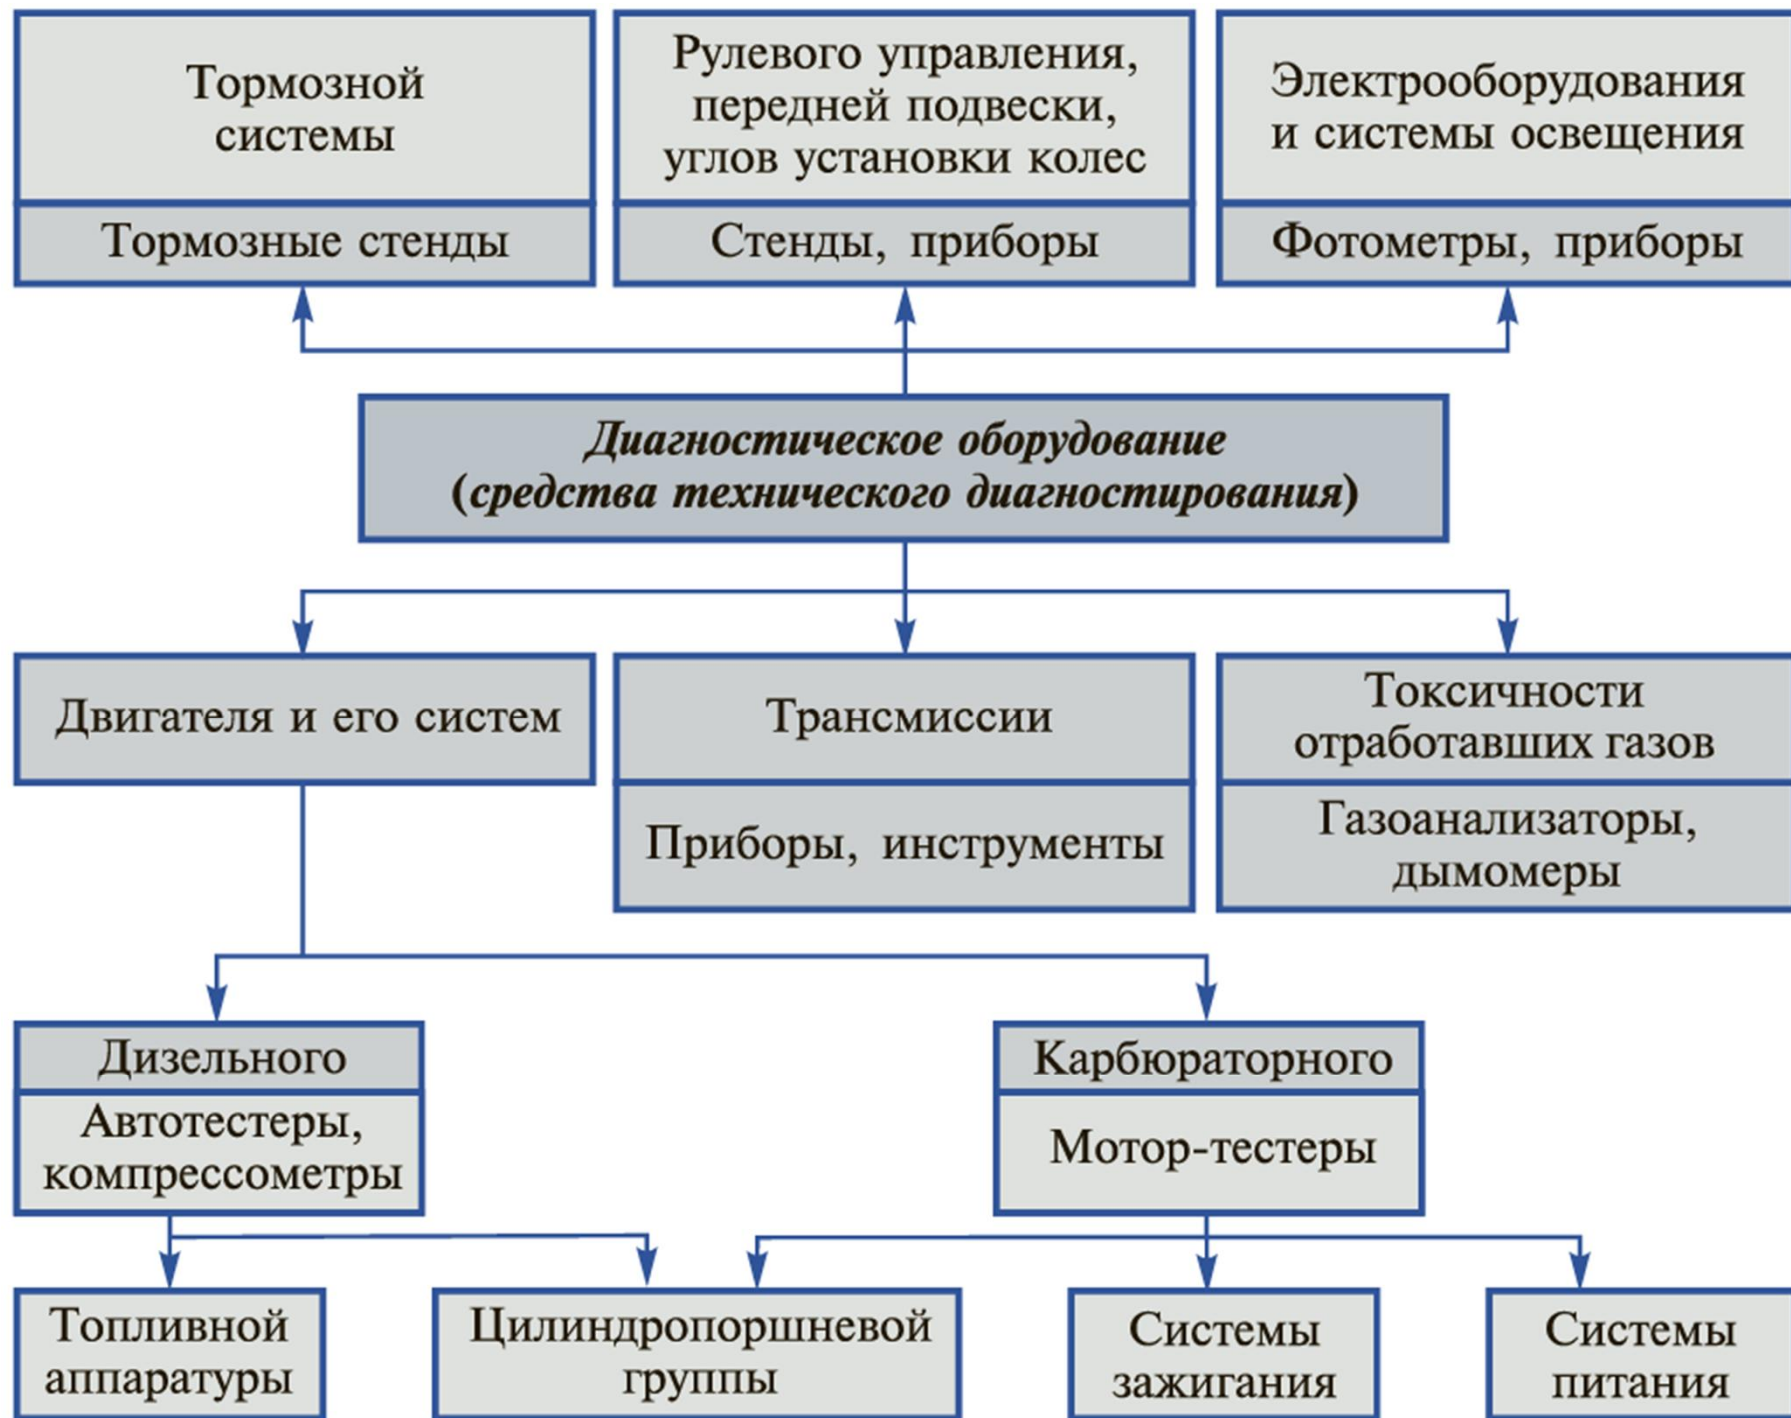 Тормозной
системы
Тормозные стенды
Рулевого управления,
передней подвески,
углов установки колес
Стенды, приборы
Электрооборудования
и системы освещения
Фотометры, приборы
Диагностическое оборудование
(средства технического диагностирования)
Двигателя и его систем
Трансмиссии
Приборы, инструменты
Токсичности
отработавших газов
Газоанализаторы,
дымомеры
Дизельного
Автотестеры,
компрессометры
Карбюраторного
Мотор-тестеры
Топливной
аппаратуры
Цилиндропоршневой
группы
Системы
зажигания
Системы
питания